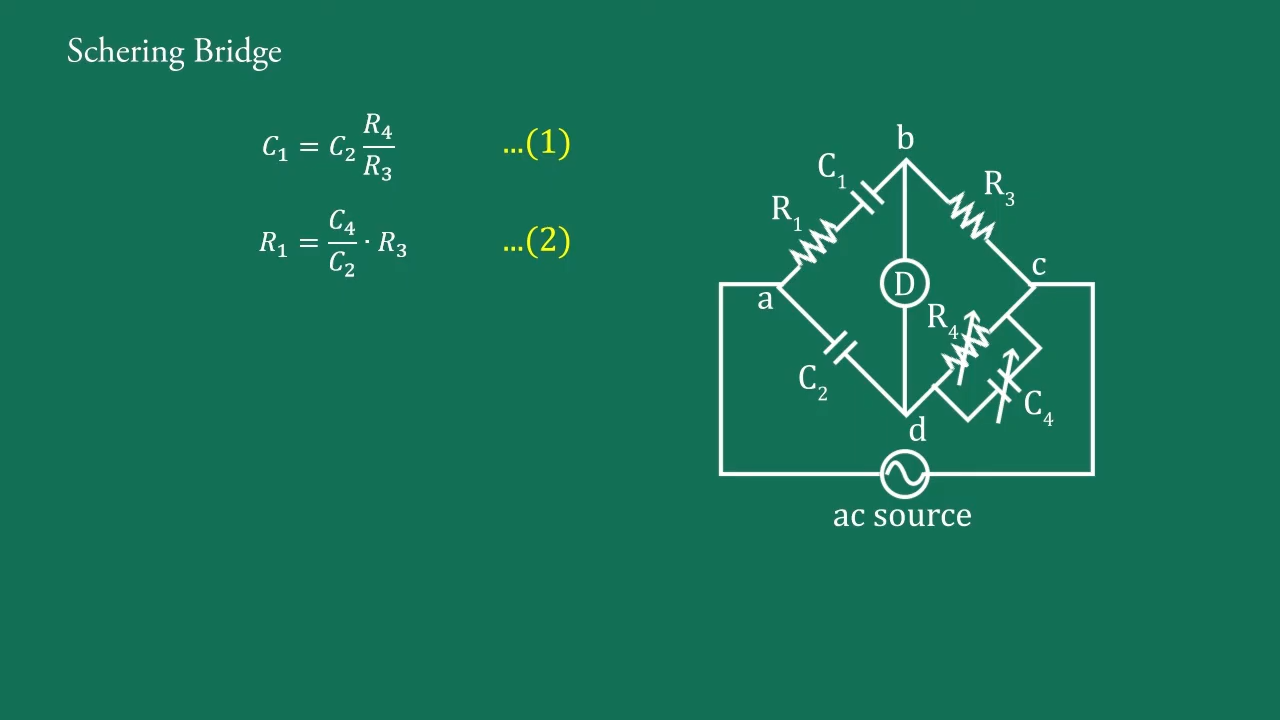 Schering Bridge
C₁ = C₂ R₄/R₃ ...(1)
R₁ = C₄/C₂ · R₃ ...(2)
b
C₁
R₃
R₁
c
D
a
R₄
C₂
C₄
d
ac source